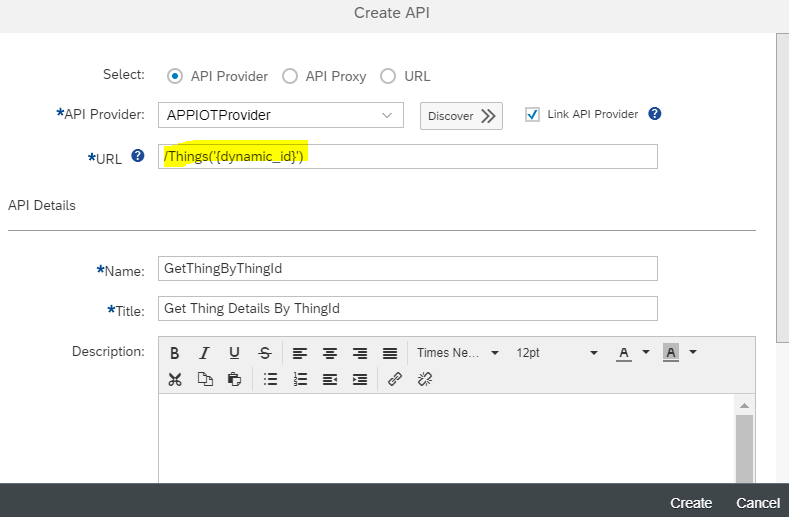 Create API
Select: API Provider API Proxy URL
*API Provider: APPIOTProvider Discover Link API Provider ?
*URL ? /Things('{dynamic_id}')
API Details
*Name: GetThingByThingId
*Title: Get Thing Details By ThingId
Description: B I U S Times Ne... 12pt A A
Create Cancel